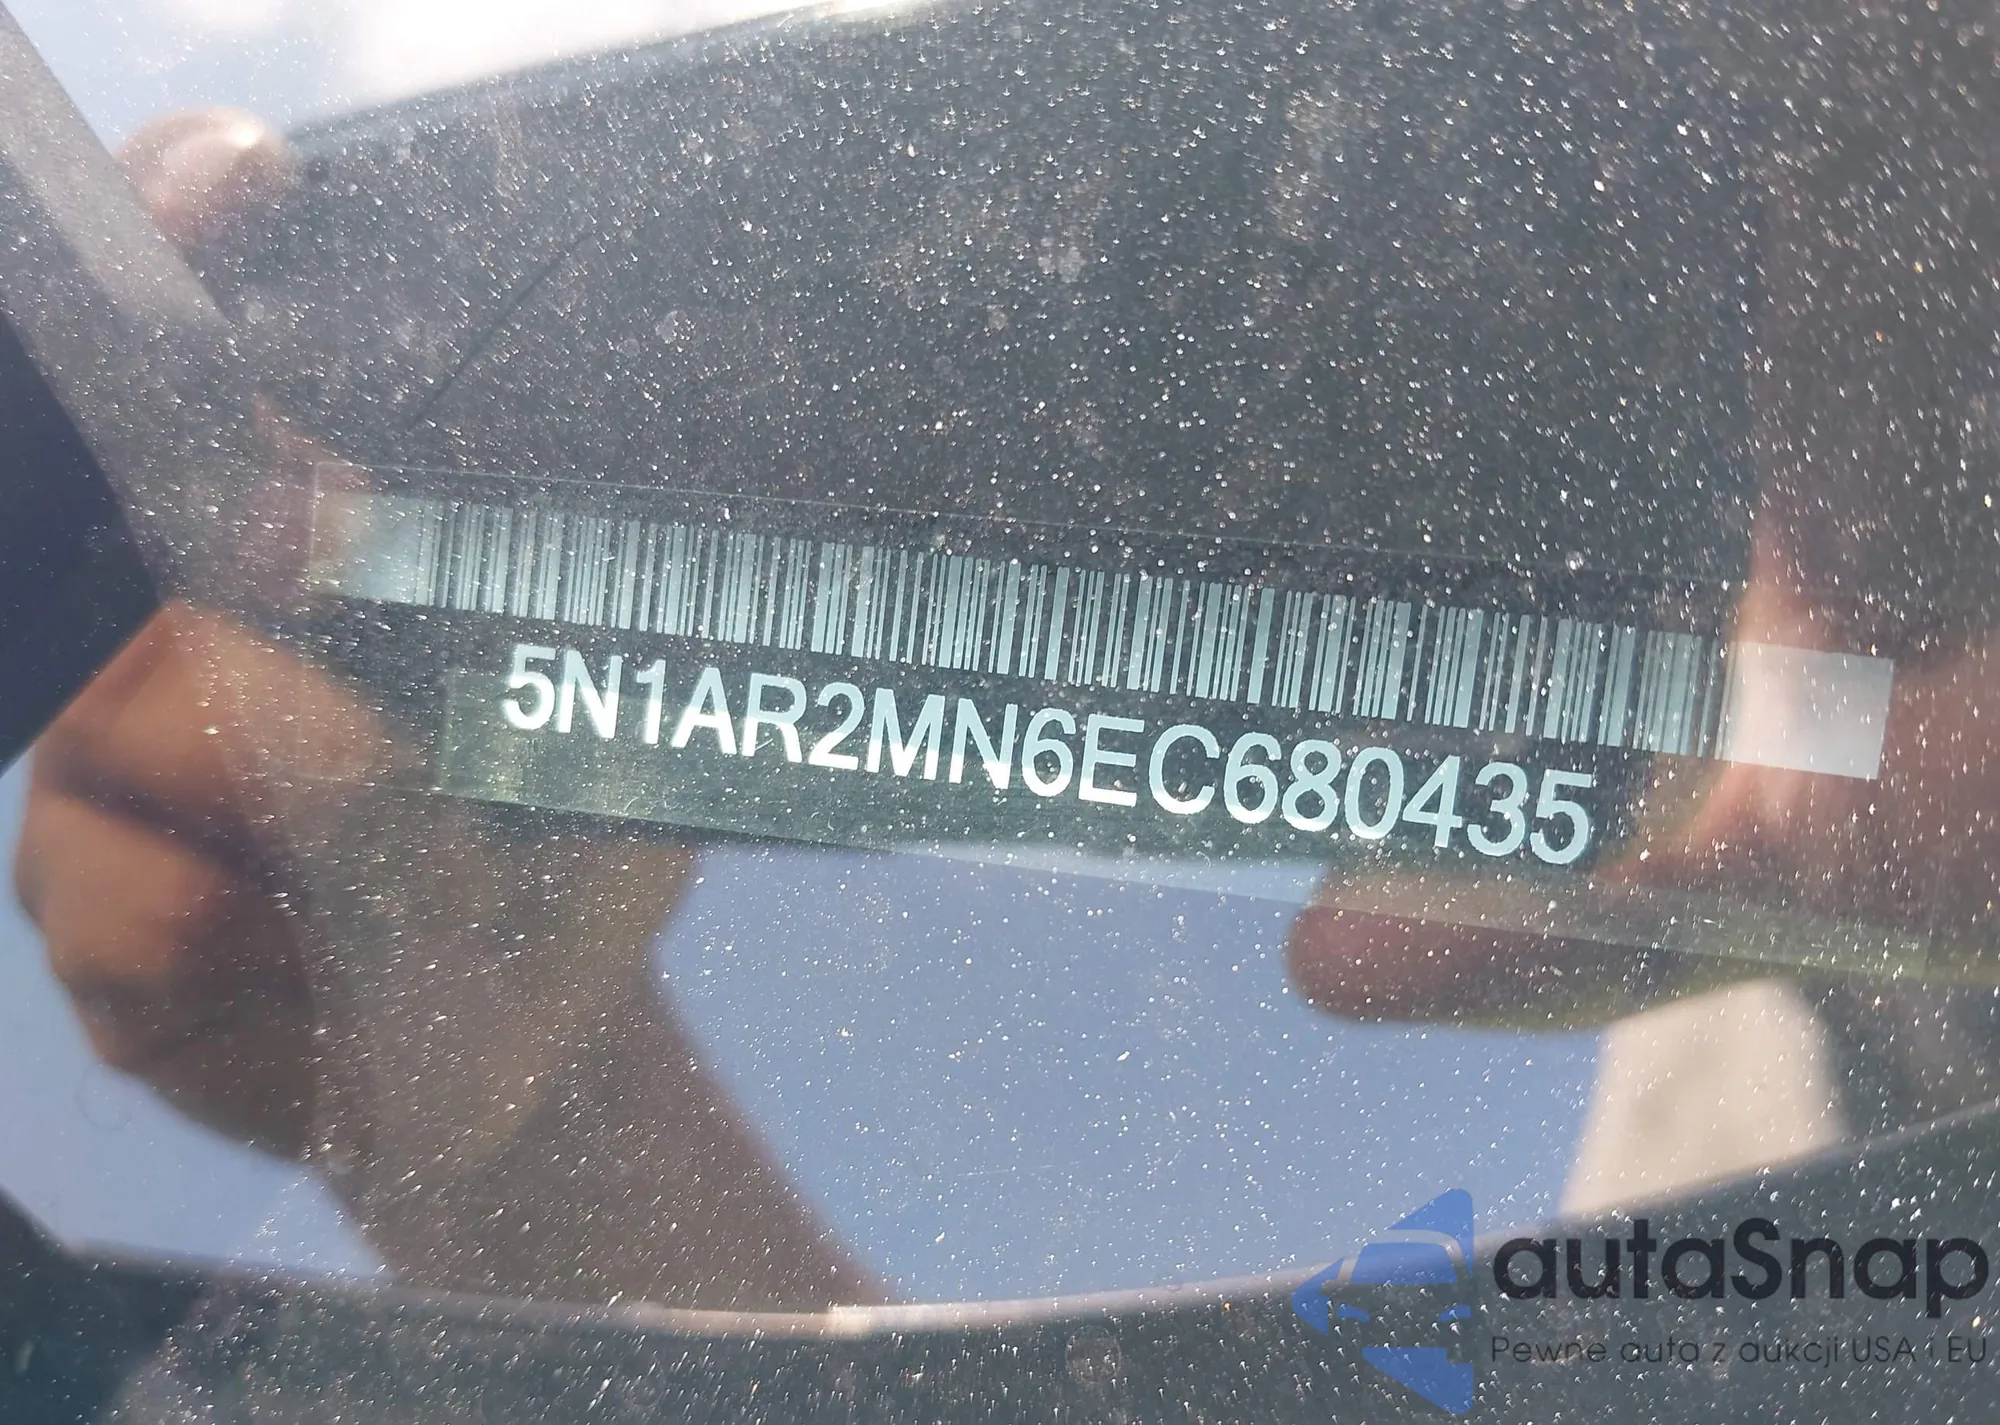 5N1AR2MN6EC680435
autaSnap
Pewne auta z aukcji USA i EU